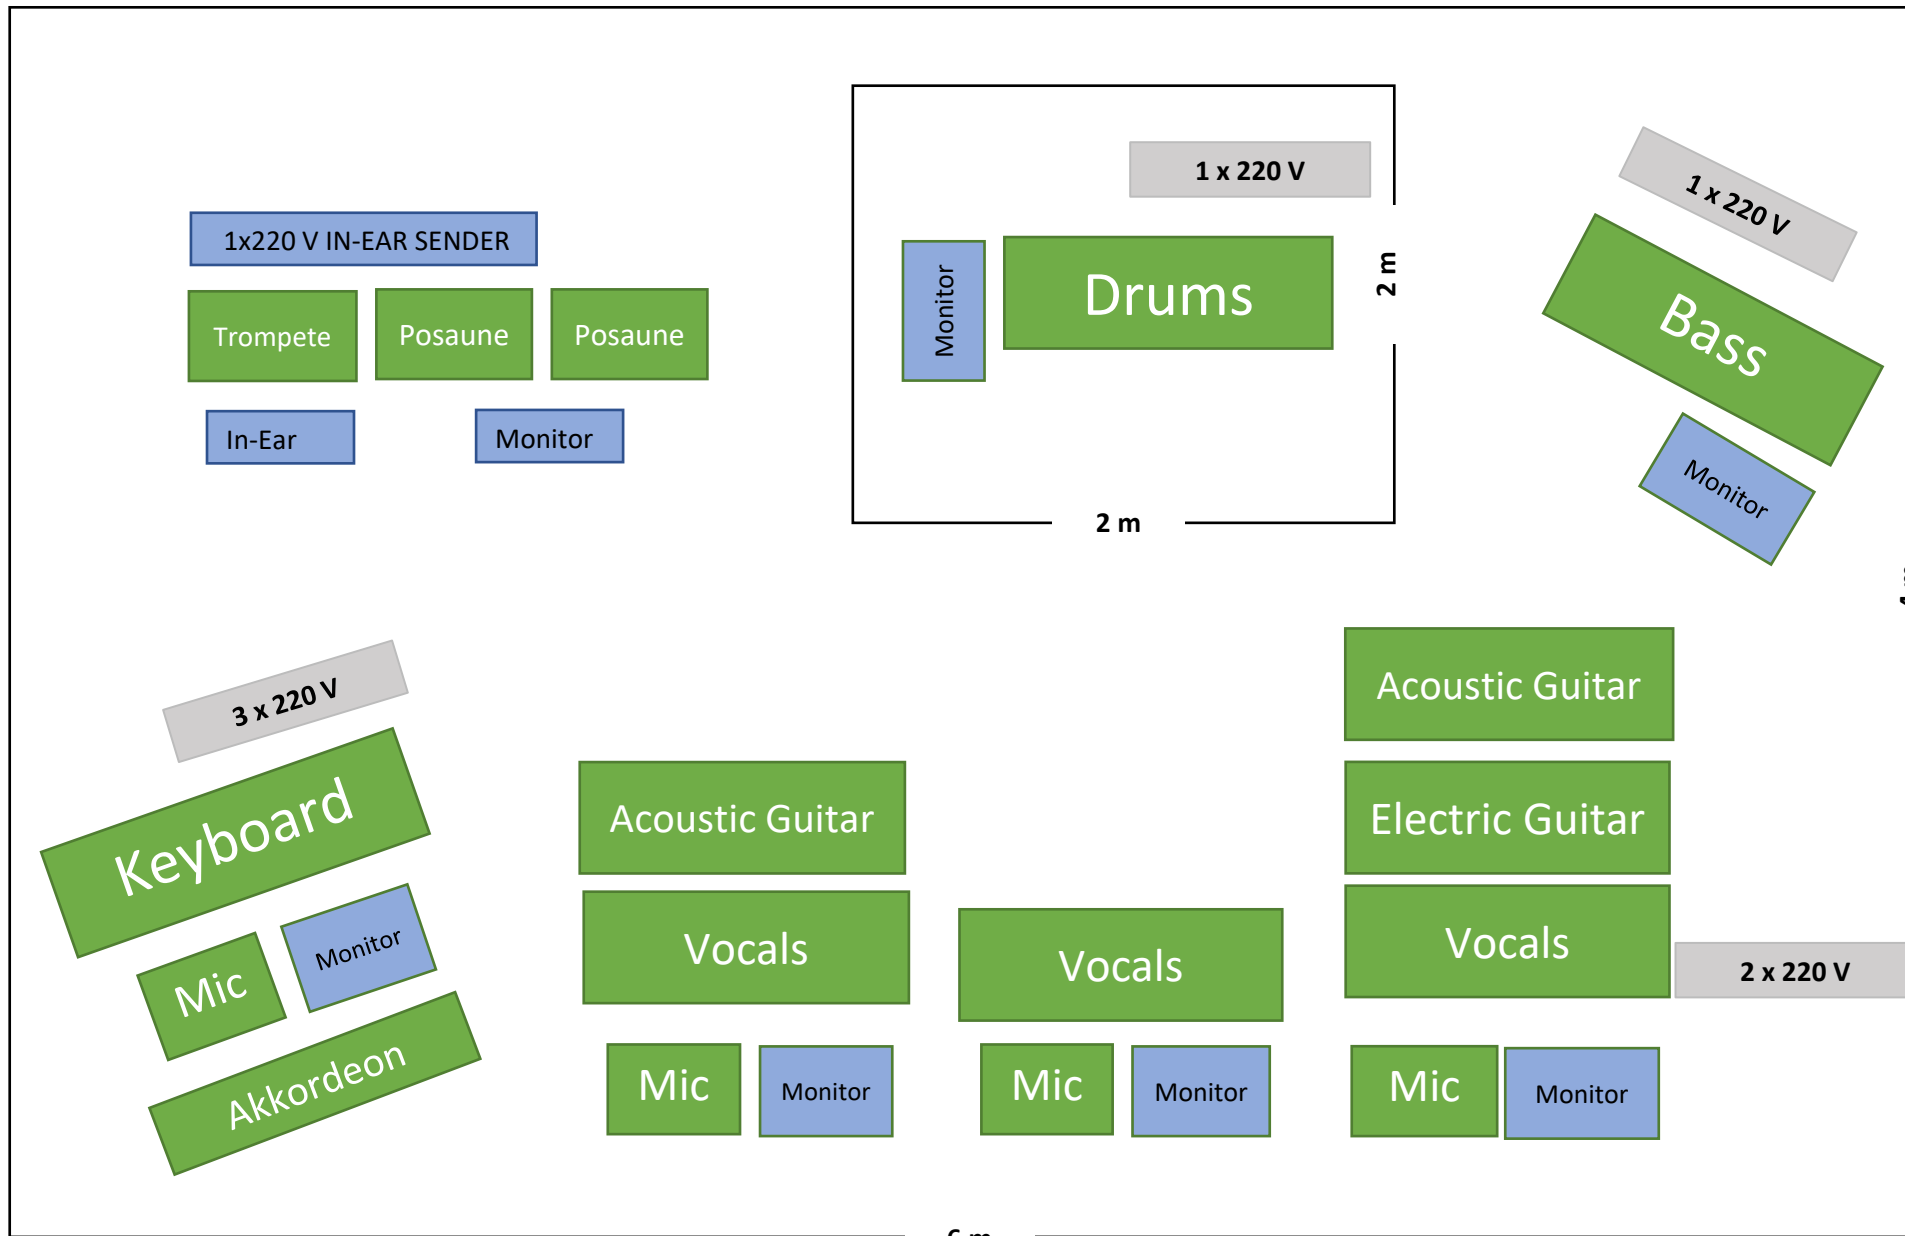 1 x 220 V
1 x 220 V
1x220 V IN-EAR SENDER
Monitor
Drums
2 m
Bass
Trompete
Posaune
Posaune
In-Ear
Monitor
Monitor
2 m
3 x 220 V
Acoustic Guitar
Keyboard
Acoustic Guitar
Electric Guitar
Monitor
Mic
Vocals
Vocals
Vocals
2 x 220 V
Akkordeon
Mic
Monitor
Mic
Monitor
Mic
Monitor